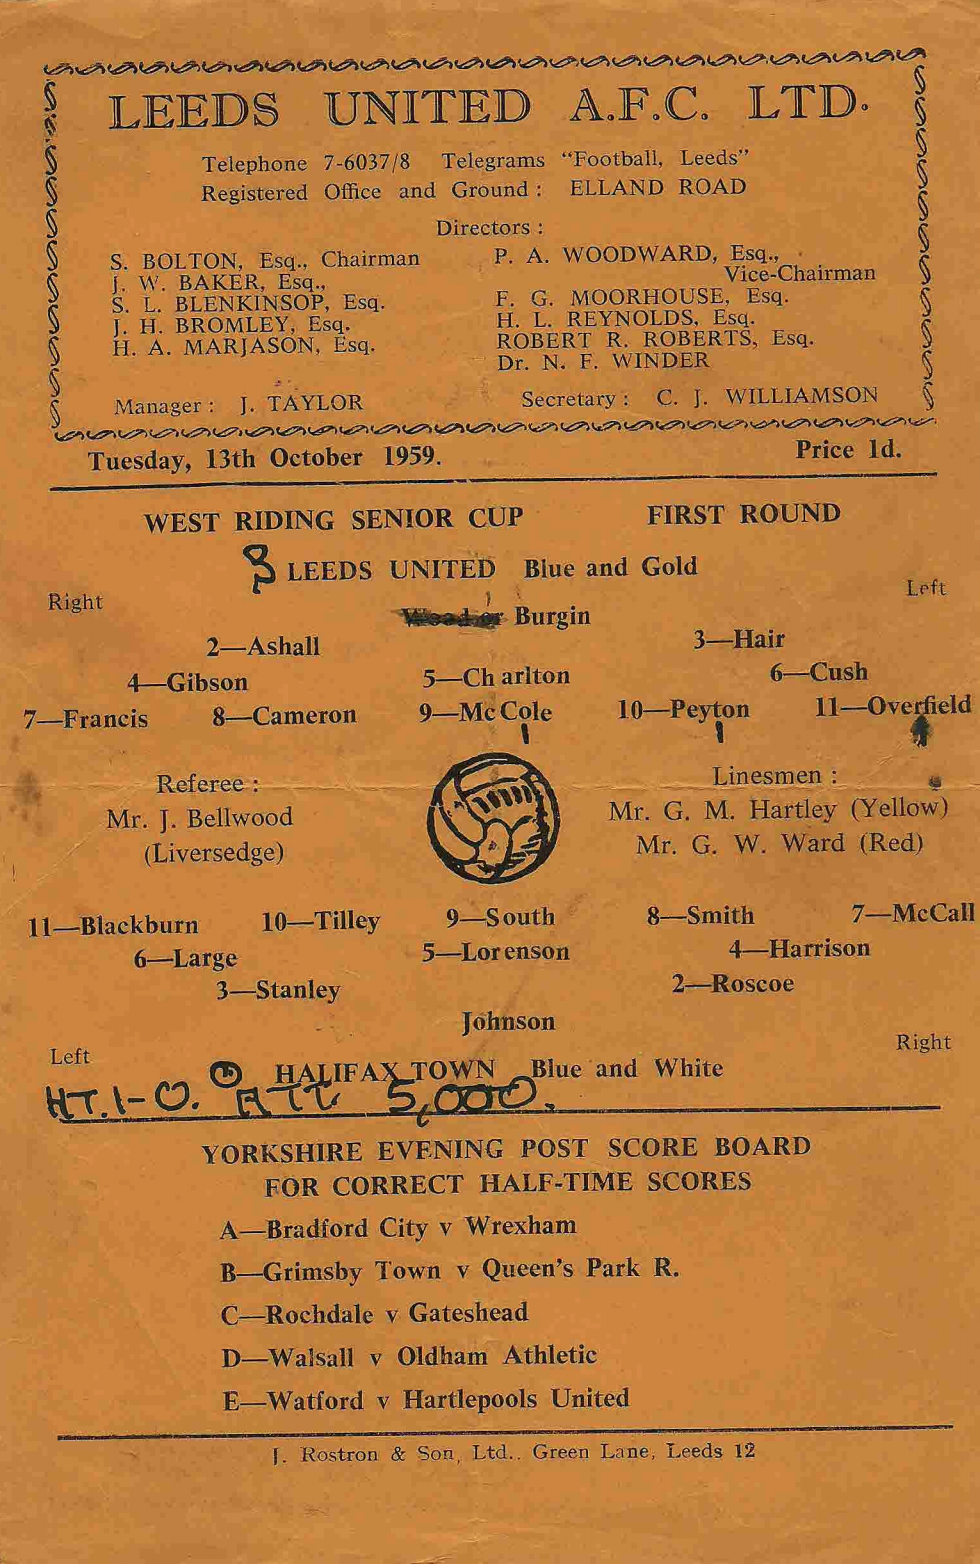 LEEDS UNITED A.F.C. LTD.
Telephone 7-6037/8 Telegrams "Football, Leeds"
Registered Office and Ground : ELLAND ROAD
Directors :
S. BOLTON, Esq., Chairman
J. W. BAKER, Esq.,
S. L. BLENKINSOP, Esq.
J. H. BROMLEY, Esq.
H. A. MARJASON, Esq.
P. A. WOODWARD, Esq.,
Vice-Chairman
F. G. MOORHOUSE, Esq.
H. L. REYNOLDS, Esq.
ROBERT R. ROBERTS, Esq.
Dr. N. F. WINDER
Manager : J. TAYLOR Secretary : C. J. WILLIAMSON
Tuesday, 13th October 1959. Price 1d.
WEST RIDING SENIOR CUP FIRST ROUND
LEEDS UNITED Blue and Gold
Right Left
Wood or Burgin
2—Ashall 3—Hair
4—Gibson 5—Charlton 6—Cush
7—Francis 8—Cameron 9—McCole 10—Peyton 11—Overfield
Referee :
Mr. J. Bellwood
(Liversedge)
Linesmen :
Mr. G. M. Hartley (Yellow)
Mr. G. W. Ward (Red)
11—Blackburn 10—Tilley 9—South 8—Smith 7—McCall
6—Large 5—Lorenson 4—Harrison
3—Stanley 2—Roscoe
Johnson
Left Right
HALIFAX TOWN Blue and White
HT. 1-0. ATT 5,000.
YORKSHIRE EVENING POST SCORE BOARD
FOR CORRECT HALF-TIME SCORES
A—Bradford City v Wrexham
B—Grimsby Town v Queen's Park R.
C—Rochdale v Gateshead
D—Walsall v Oldham Athletic
E—Watford v Hartlepools United
J. Rostron & Son, Ltd.. Green Lane, Leeds 12